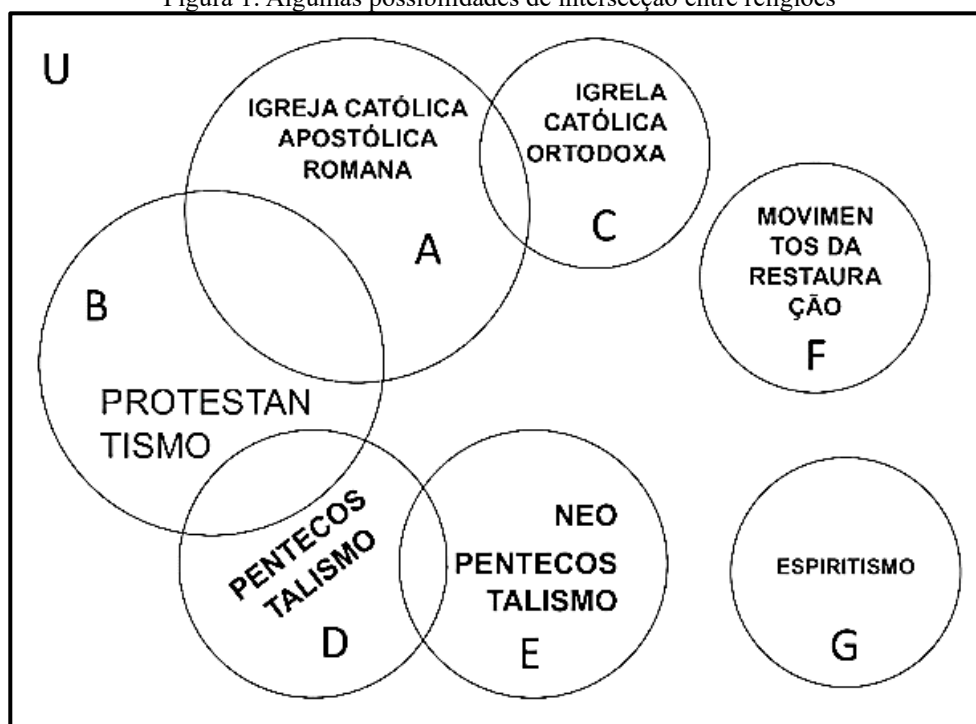 Figura 1: Algumas possibilidades de intersecção entre religiões
U
IGREJA CATÓLICA
APOSTÓLICA
ROMANA
A
IGRELA
CATÓLICA
ORTODOXA
C
MOVIMEN
TOS DA
RESTAURA
ÇÃO
F
B
PROTESTAN
TISMO
PENTECOS
TALISMO
D
NEO
PENTECOS
TALISMO
E
ESPIRITISMO
G